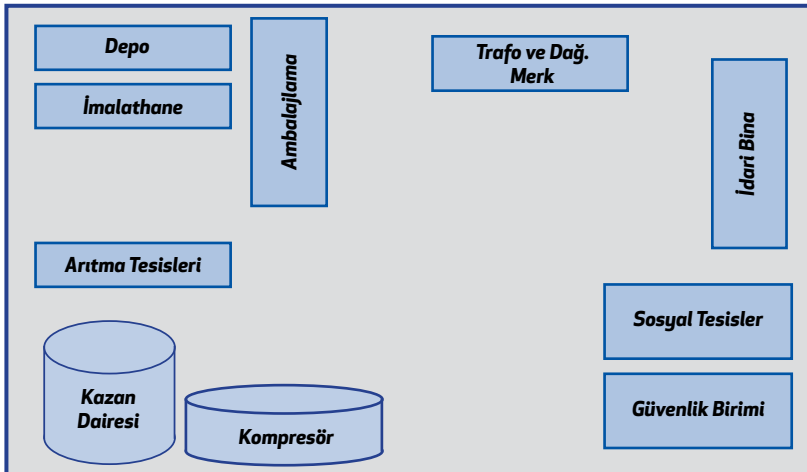 Depo
İmalathane
Ambalajlama
Trafo ve Dağ.
Merk
İdari Bina
Arıtma Tesisleri
Sosyal Tesisler
Kazan
Dairesi
Kompresör
Güvenlik Birimi